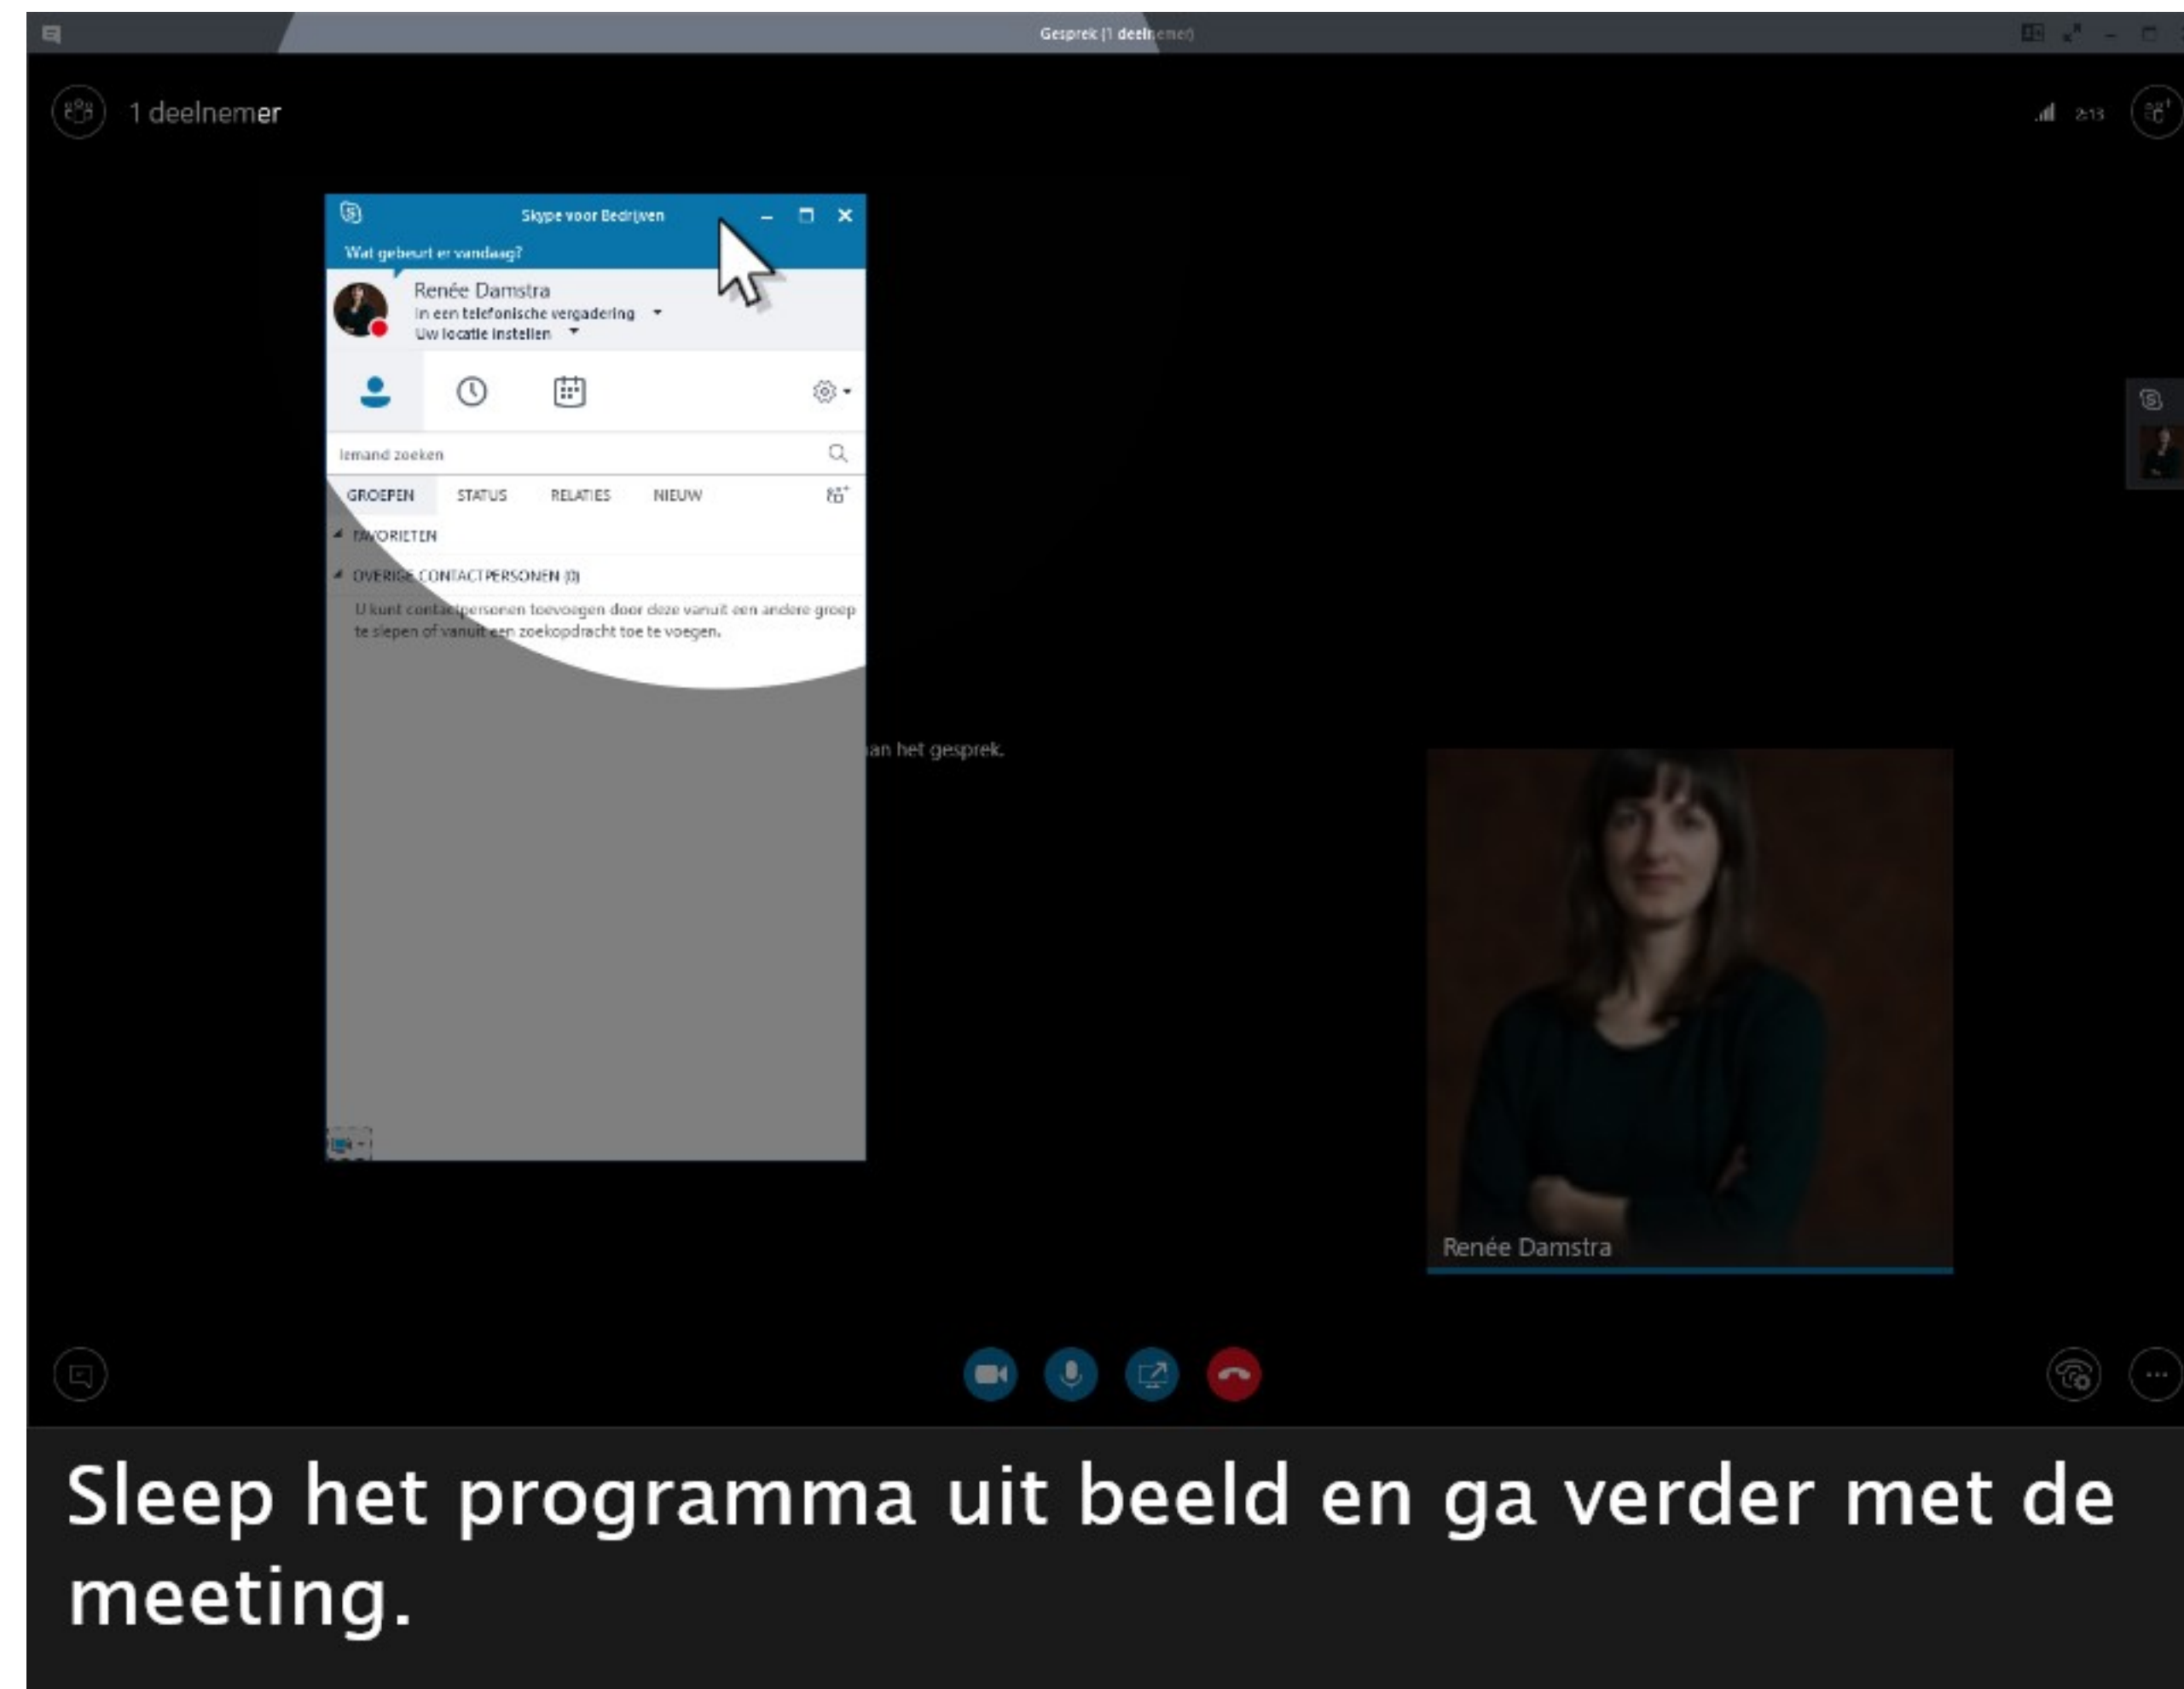 Gesprek (1 deelnemer)
1 deelnemer
2:13
Skype voor Bedrijven
Wat gebeurt er vandaag?
Renée Damstra
In een telefonische vergadering
Uw locatie instellen
Iemand zoeken
GROEPEN STATUS RELATIES NIEUW
FAVORIETEN
OVERIGE CONTACTPERSONEN (0)
U kunt contactpersonen toevoegen door deze vanuit een andere groep
te slepen of vanuit een zoekopdracht toe te voegen.
an het gesprek.
Renée Damstra
Sleep het programma uit beeld en ga verder met de
meeting.